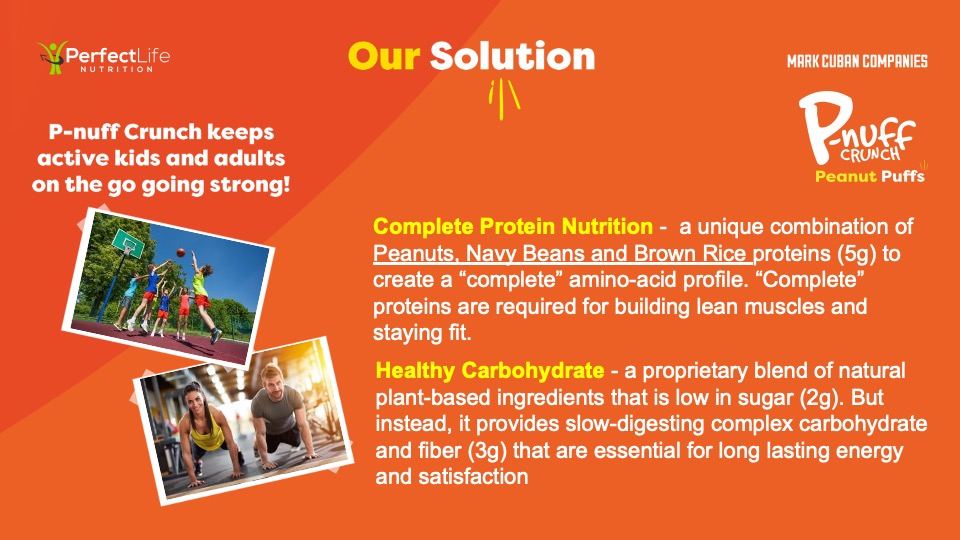 PerfectLife
NUTRITION
Our Solution
MARK CUBAN COMPANIES
P-nuff
CRUNCH
Peanut Puffs
P-nuff Crunch keeps
active kids and adults
on the go going strong!
Complete Protein Nutrition - a unique combination of
Peanuts, Navy Beans and Brown Rice proteins (5g) to
create a “complete” amino-acid profile. “Complete”
proteins are required for building lean muscles and
staying fit.
Healthy Carbohydrate - a proprietary blend of natural
plant-based ingredients that is low in sugar (2g). But
instead, it provides slow-digesting complex carbohydrate
and fiber (3g) that are essential for long lasting energy
and satisfaction